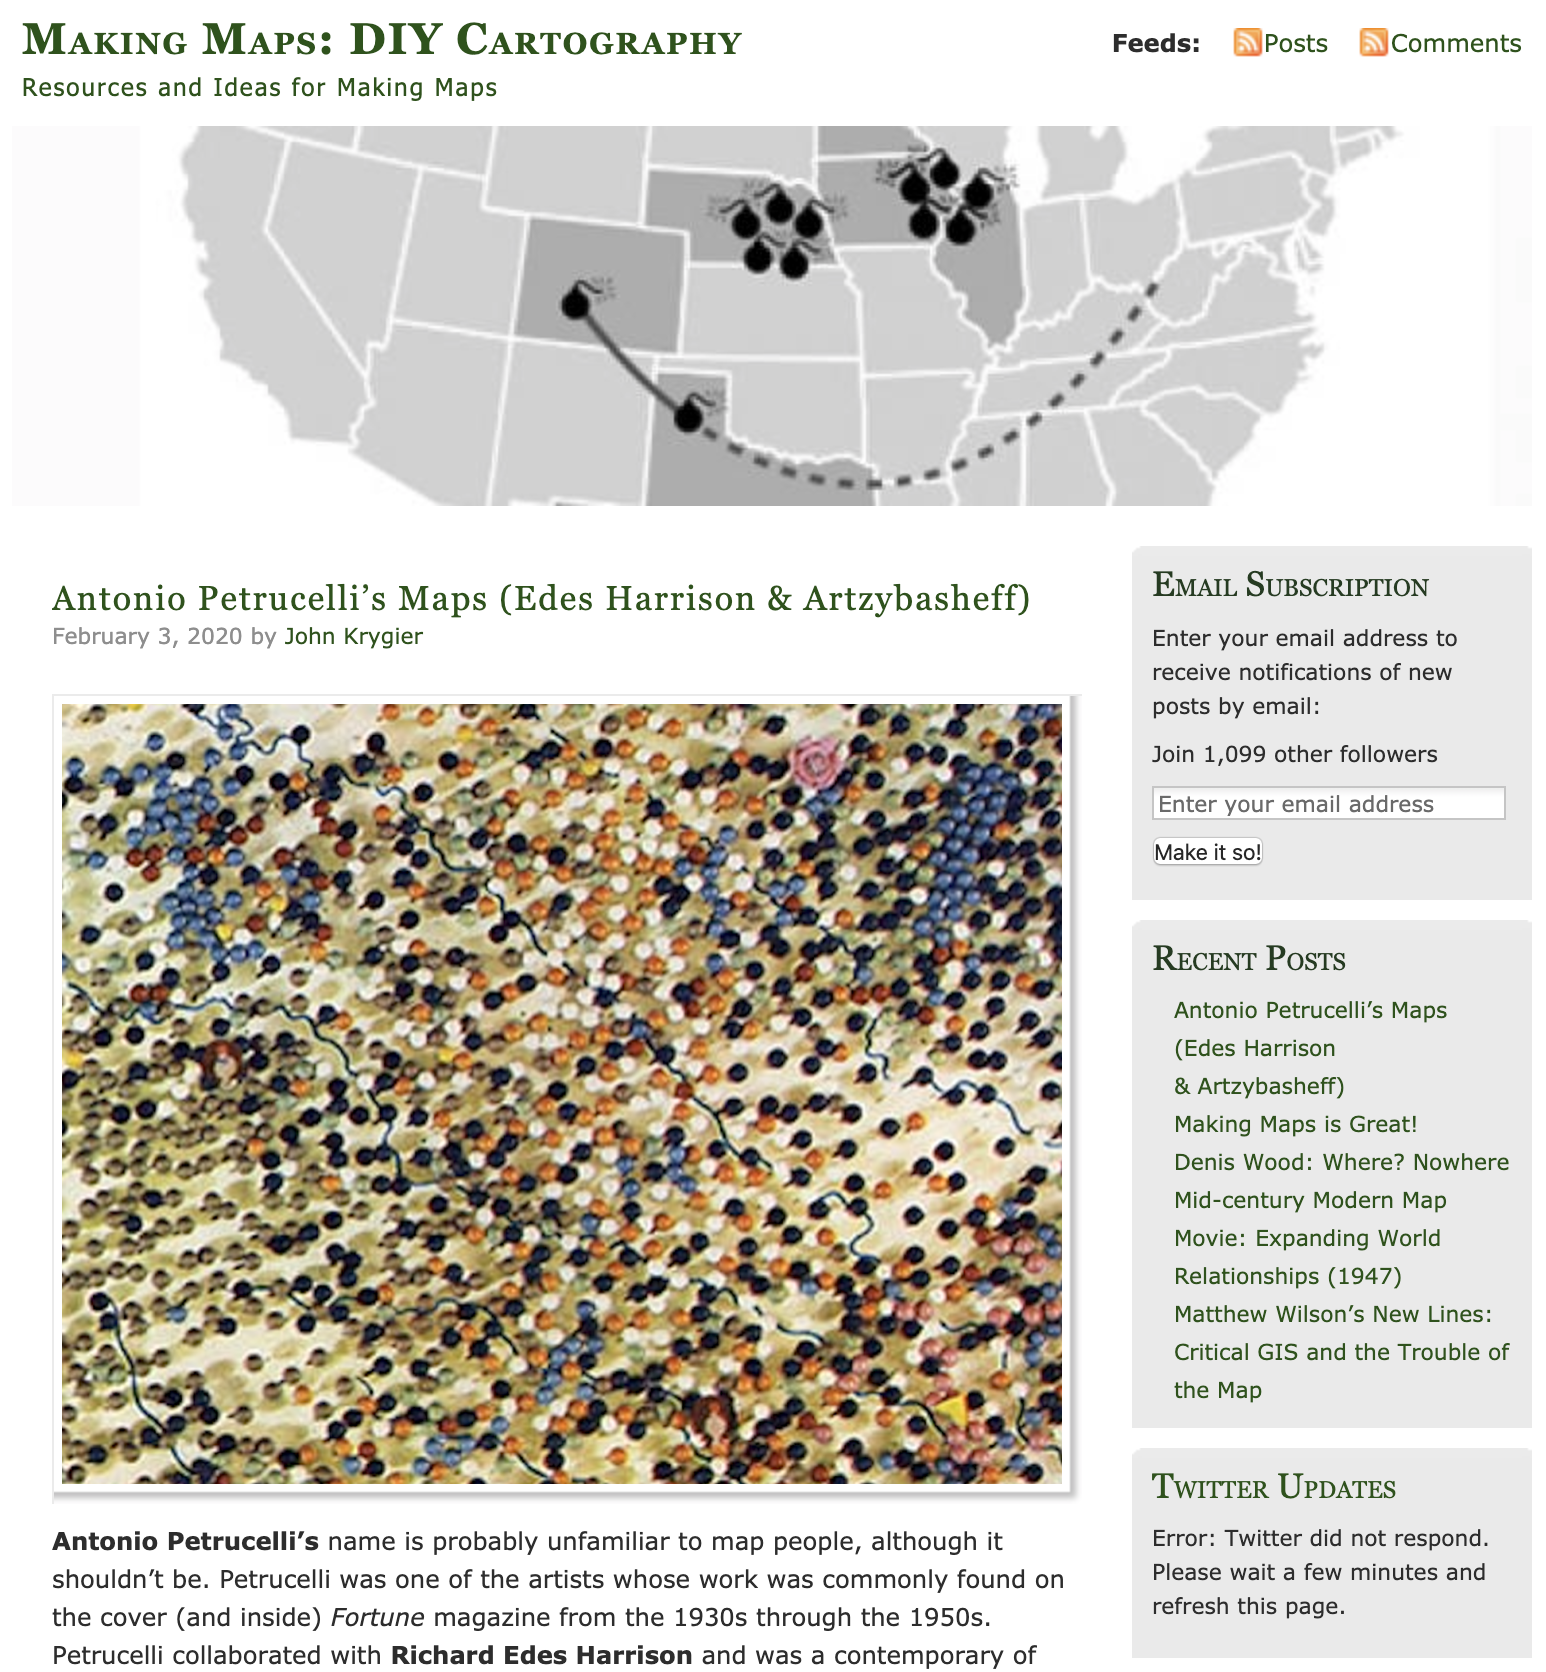 Making Maps: DIY Cartography
Resources and Ideas for Making Maps
Feeds: Posts Comments
Antonio Petrucelli’s Maps (Edes Harrison & Artzybasheff)
February 3, 2020 by John Krygier
Antonio Petrucelli’s name is probably unfamiliar to map people, although it
shouldn’t be. Petrucelli was one of the artists whose work was commonly found on
the cover (and inside) Fortune magazine from the 1930s through the 1950s.
Petrucelli collaborated with Richard Edes Harrison and was a contemporary of
Email Subscription
Enter your email address to
receive notifications of new
posts by email:
Join 1,099 other followers
Enter your email address
Make it so!
Recent Posts
Antonio Petrucelli’s Maps
(Edes Harrison
& Artzybasheff)
Making Maps is Great!
Denis Wood: Where? Nowhere
Mid-century Modern Map
Movie: Expanding World
Relationships (1947)
Matthew Wilson’s New Lines:
Critical GIS and the Trouble of
the Map
Twitter Updates
Error: Twitter did not respond.
Please wait a few minutes and
refresh this page.